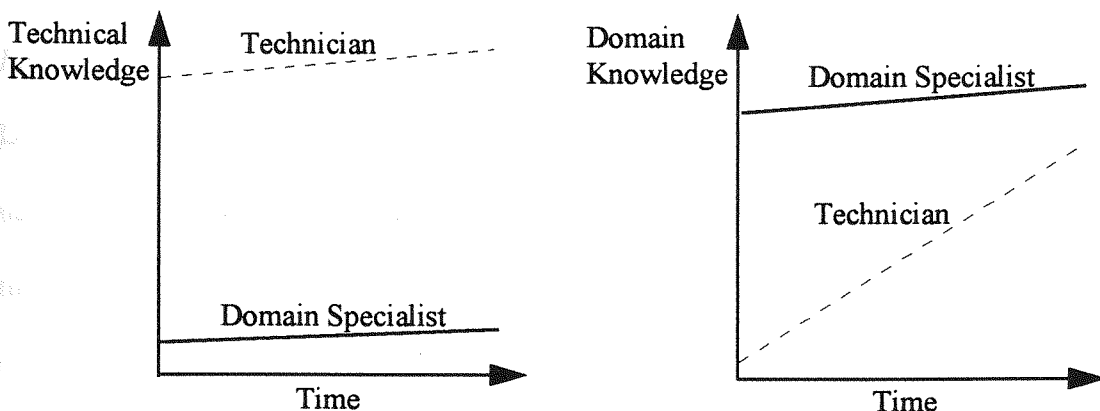 Technical
Knowledge
Technician
Domain Specialist
Time
Domain
Knowledge
Domain Specialist
Technician
Time